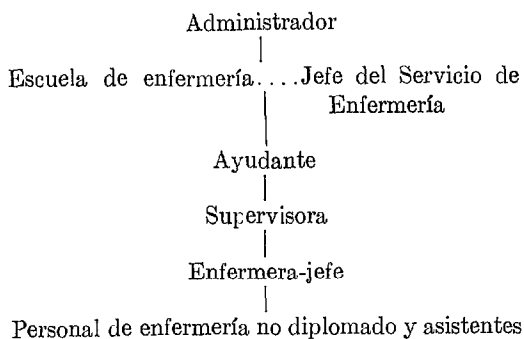 Administrador
Escuela de enfermería....Jefe del Servicio de
Enfermería
Ayudante
Supervisora
Enfermera-jefe
Personal de enfermería no diplomado y asistentes